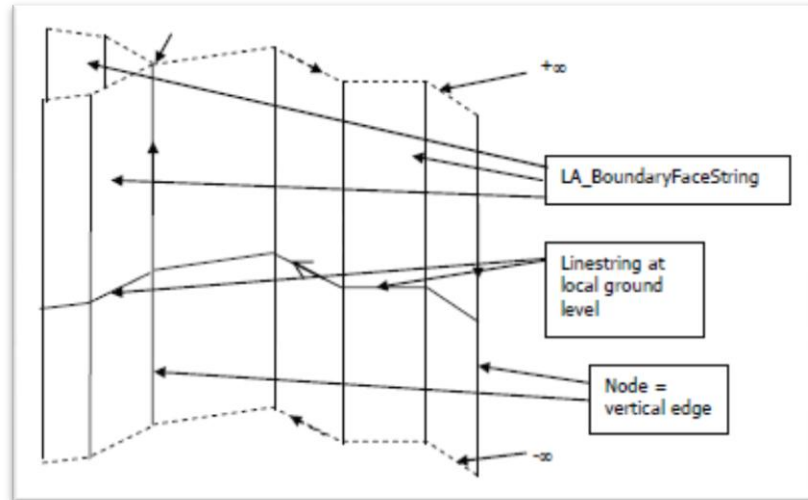 +∞
LA_BoundaryFaceString
Linestring at
local ground
level
Node =
vertical edge
-∞